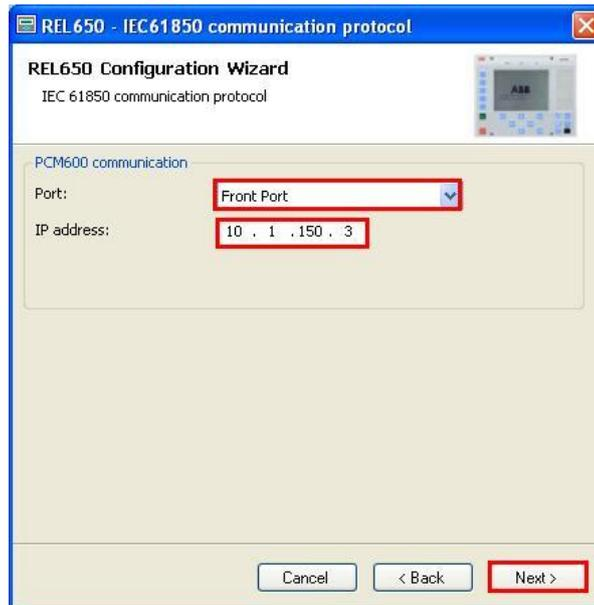 REL650 - IEC61850 communication protocol
REL650 Configuration Wizard
IEC 61850 communication protocol
ABB
PCM600 communication
Port: Front Port
IP address: 10 . 1 .150 . 3
Cancel < Back Next >